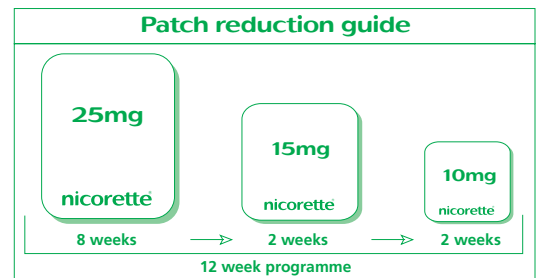 Patch reduction guide
25mg
nicorette®
15mg
nicorette®
10mg
nicorette®
8 weeks
2 weeks
2 weeks
12 week programme